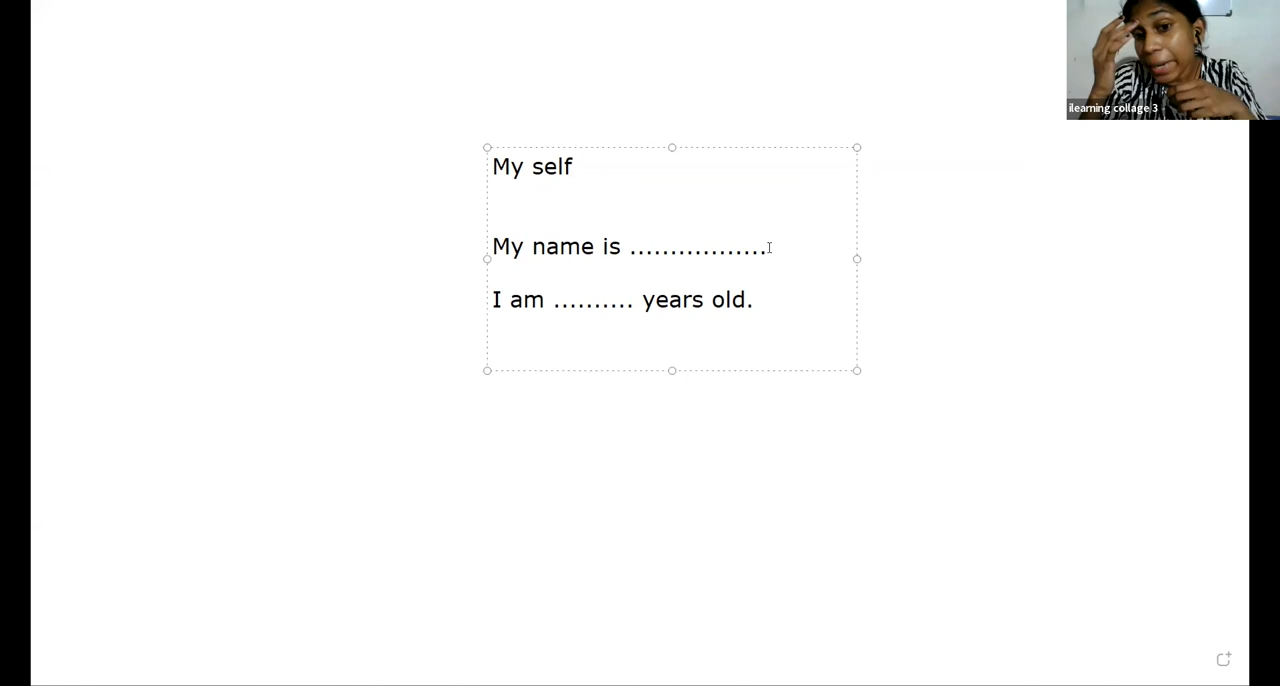 ilearning collage 3
My self
My name is .................
I am .......... years old.